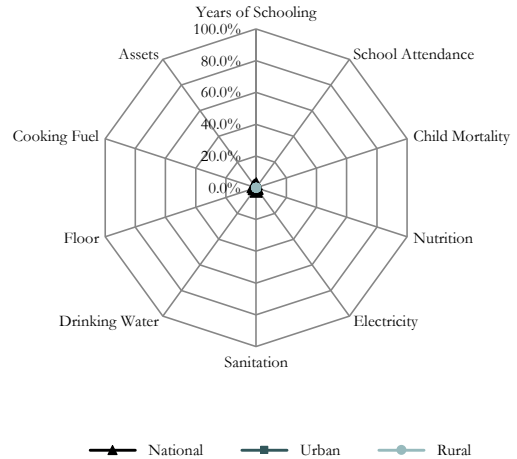 Years of Schooling
100.0%
Assets
School Attendance
80.0%
60.0%
Cooking Fuel
40.0%
Child Mortality
20.0%
0.0%
Floor
Nutrition
Drinking Water
Electricity
Sanitation
National Urban Rural